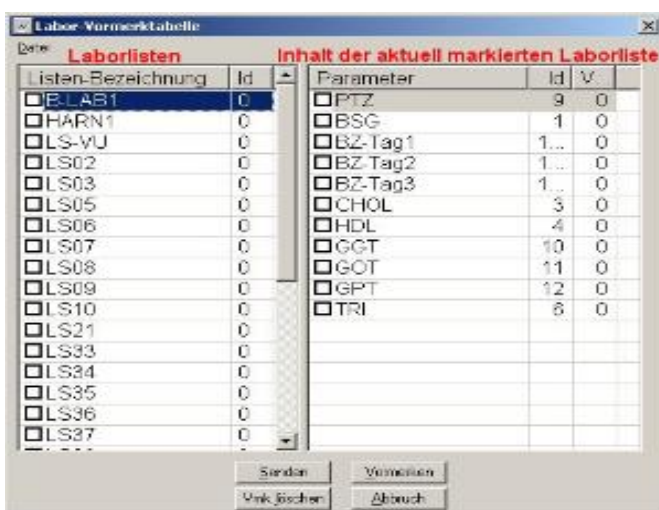 Labor-Vormerktabelle
Datei
Laborlisten
Inhalt der aktuell markierten Laborliste
Listen-Bezeichnung Id
B-LAB1 0
HARN1 0
LS-VU 0
LS02 0
LS03 0
LS05 0
LS06 0
LS07 0
LS08 0
LS09 0
LS10 0
LS21 0
LS33 0
LS34 0
LS35 0
LS36 0
LS37 0
Parameter Id V...
PTZ 9 0
BSG 1 0
BZ-Tag1 1... 0
BZ-Tag2 1... 0
BZ-Tag3 1... 0
CHOL 3 0
HDL 4 0
GGT 10 0
GOT 11 0
GPT 12 0
TRI 6 0
Senden Vormerken
Vmk löschen Abbruch